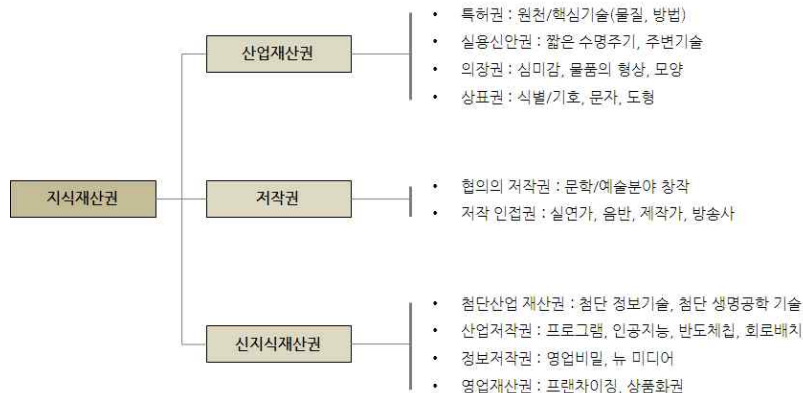 지식재산권
산업재산권
• 특허권 : 원천/핵심기술(물질, 방법)
• 실용신안권 : 짧은 수명주기, 주변기술
• 의장권 : 심미감, 물품의 형상, 모양
• 상표권 : 식별/기호, 문자, 도형
저작권
• 협의의 저작권 : 문학/예술분야 창작
• 저작 인접권 : 실연가, 음반, 제작가, 방송사
신지식재산권
• 첨단산업 재산권 : 첨단 정보기술, 첨단 생명공학 기술
• 산업저작권 : 프로그램, 인공지능, 반도체칩, 회로배치
• 정보저작권 : 영업비밀, 뉴 미디어
• 영업재산권 : 프랜차이징, 상품화권